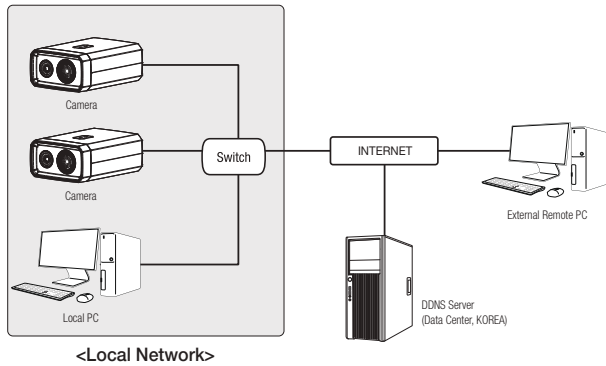 Camera
Camera
Switch
INTERNET
External Remote PC
Local PC
DDNS Server
(Data Center, KOREA)
<Local Network>